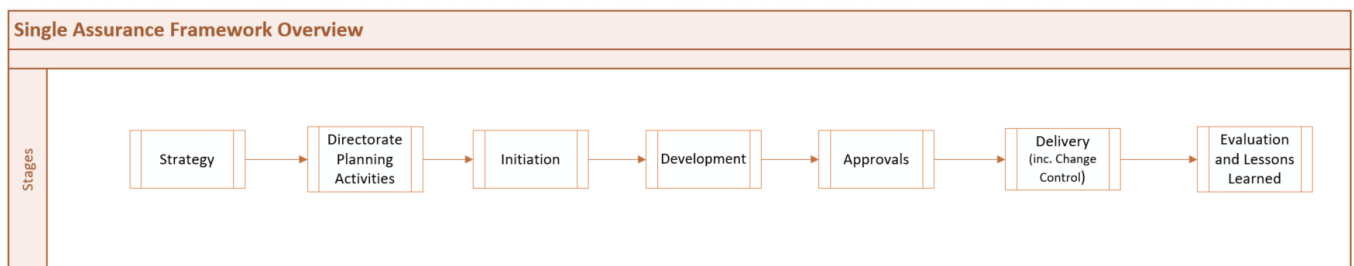 Single Assurance Framework Overview
Stages
Strategy
Directorate
Planning
Activities
Initiation
Development
Approvals
Delivery
(inc. Change
Control)
Evaluation
and Lessons
Learned